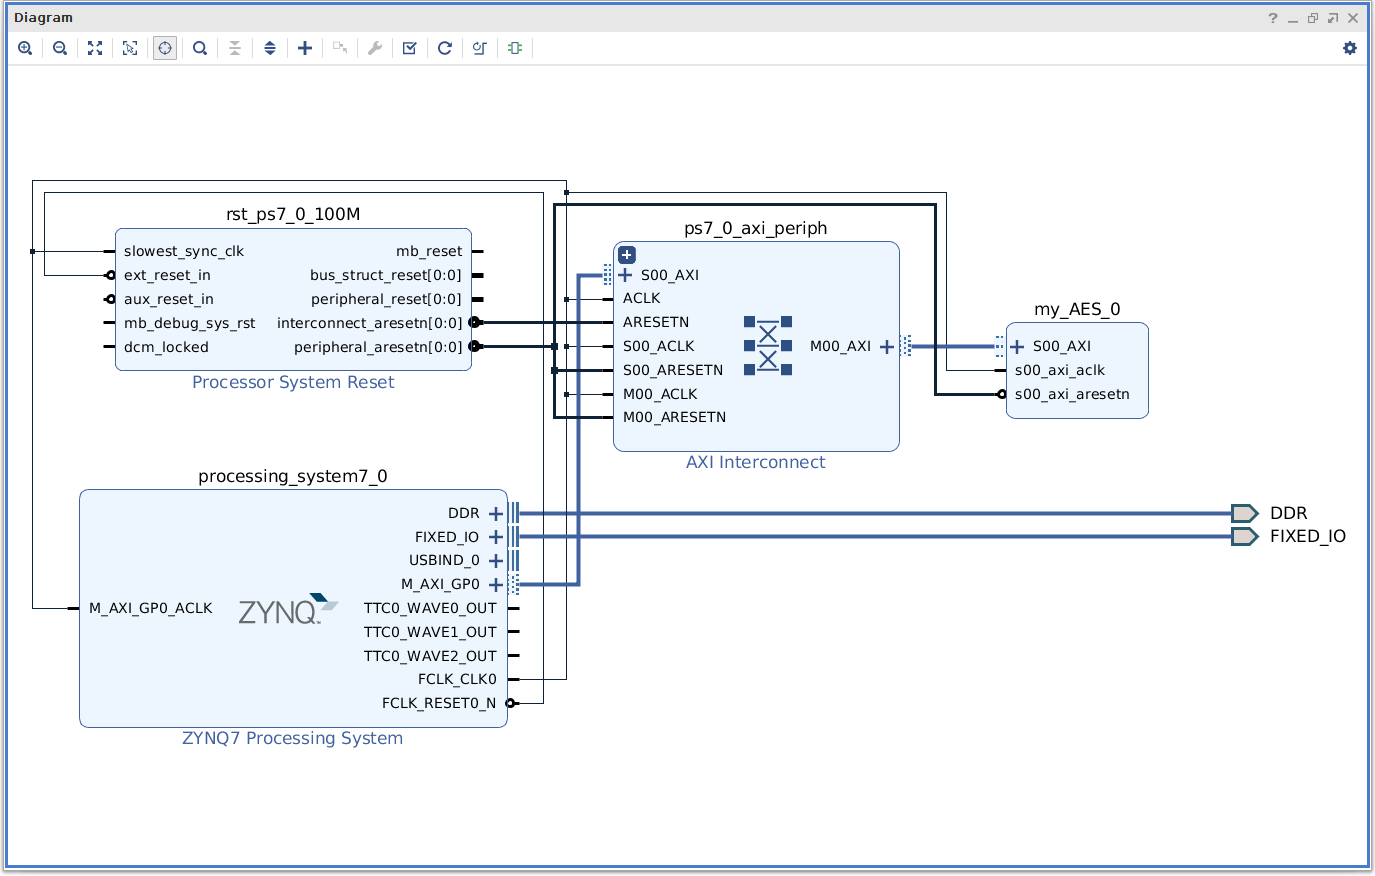 Diagram
rst_ps7_0_100M
slowest_sync_clk
ext_reset_in
aux_reset_in
mb_debug_sys_rst
dcm_locked
mb_reset
bus_struct_reset[0:0]
peripheral_reset[0:0]
interconnect_aresetn[0:0]
peripheral_aresetn[0:0]
Processor System Reset
ps7_0_axi_periph
S00_AXI
ACLK
ARESETN
S00_ACLK
S00_ARESETN
M00_ACLK
M00_ARESETN
M00_AXI
AXI Interconnect
my_AES_0
S00_AXI
s00_axi_aclk
s00_axi_aresetn
processing_system7_0
M_AXI_GP0_ACLK
ZYNQ
DDR
FIXED_IO
USBIND_0
M_AXI_GP0
TTC0_WAVE0_OUT
TTC0_WAVE1_OUT
TTC0_WAVE2_OUT
FCLK_CLK0
FCLK_RESET0_N
ZYNQ7 Processing System
DDR
FIXED_IO